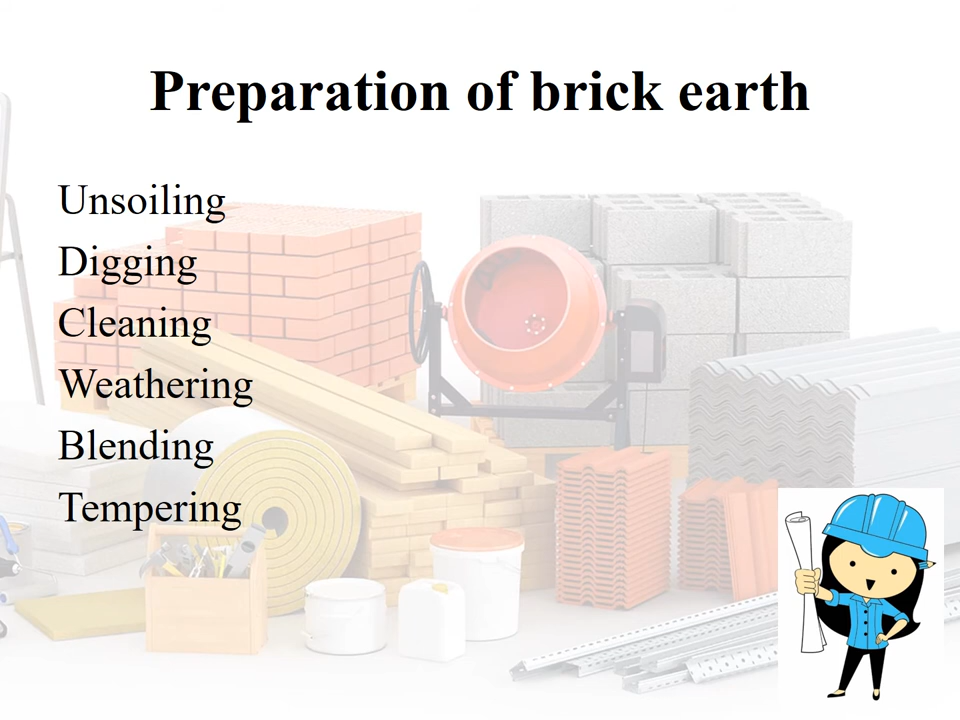 Preparation of brick earth
Unsoiling
Digging
Cleaning
Weathering
Blending
Tempering